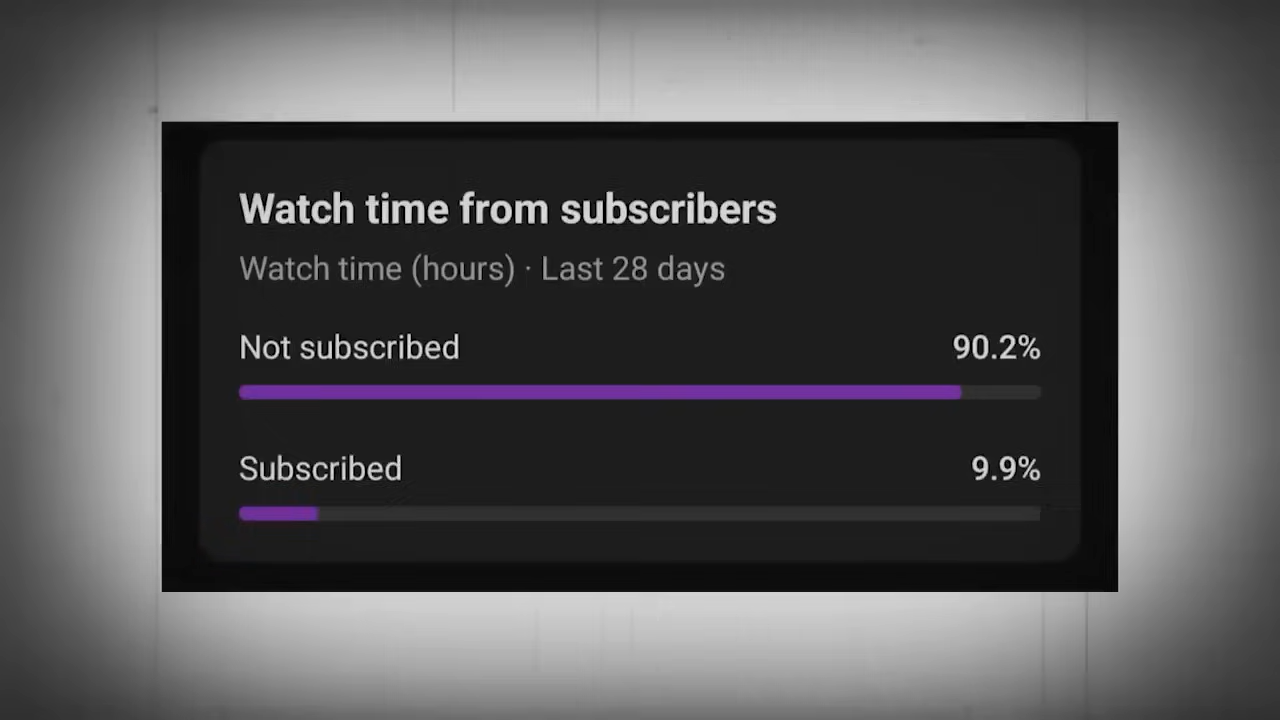 Watch time from subscribers
Watch time (hours) · Last 28 days
Not subscribed 90.2%
Subscribed 9.9%